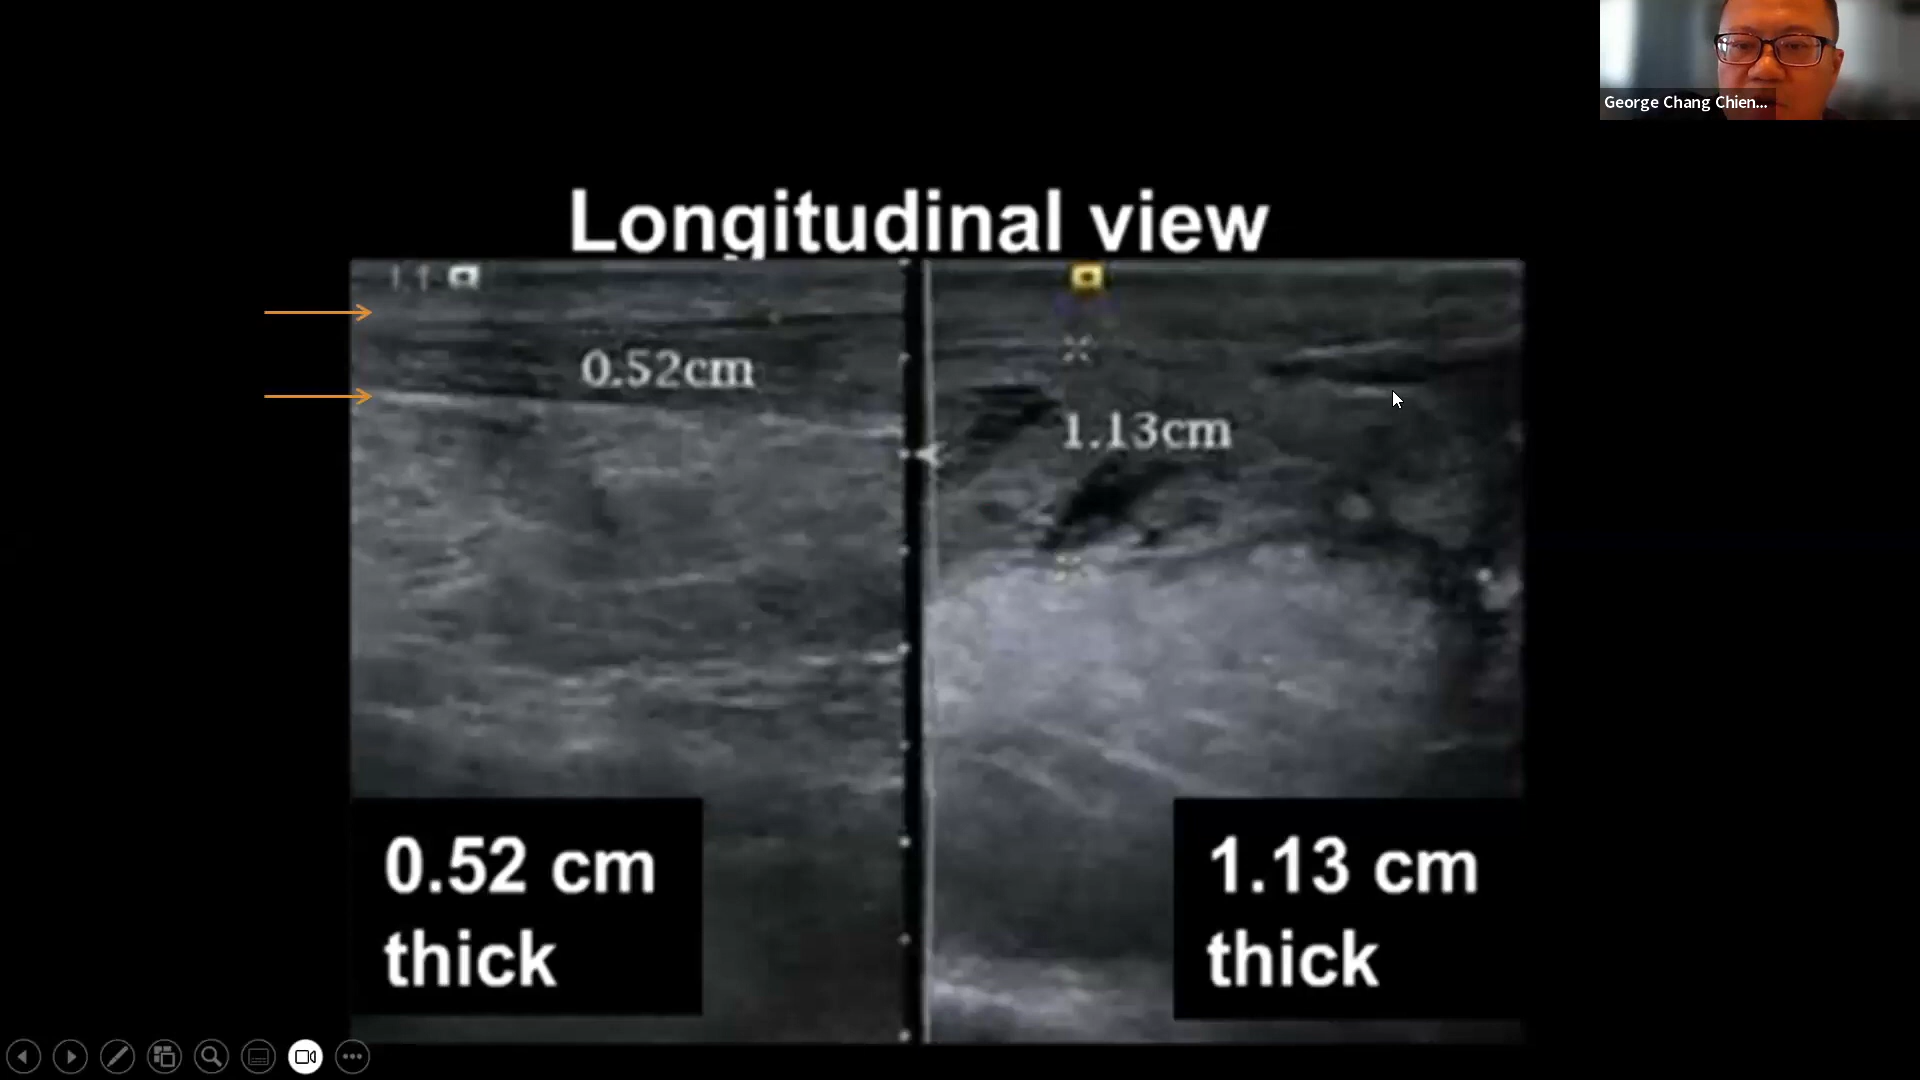 George Chang Chien...
Longitudinal view
0.52cm
1.13cm
0.52 cm
thick
1.13 cm
thick